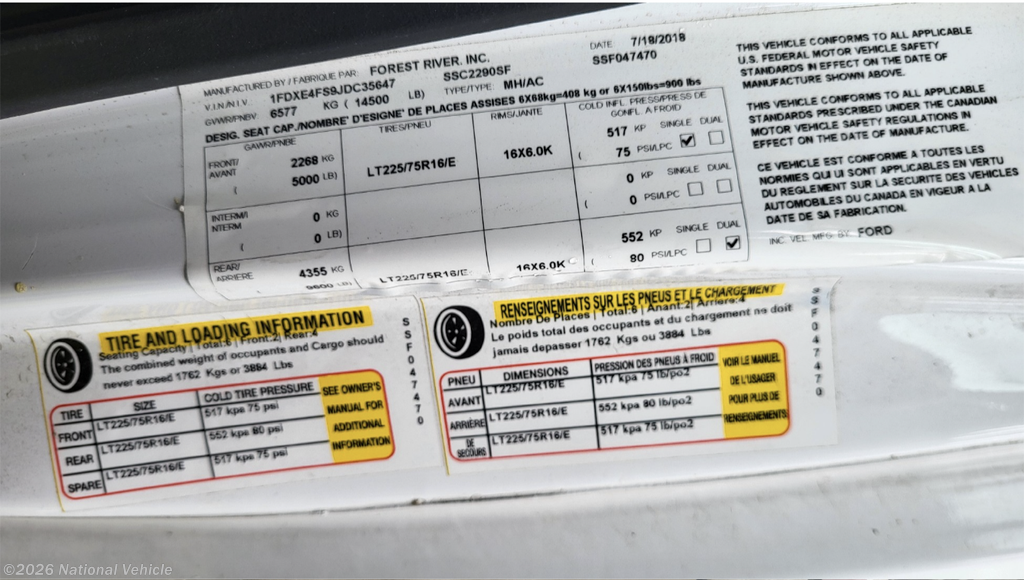 MANUFACTURED BY / FABRIQUE PAR: FOREST RIVER, INC. DATE 7/18/2018
V.I.N/N.I.V. 1FDXE4FS9JDC35647 SSC2290SF SSF047470
GVWR/PNBV 6577 KG ( 14500 LB) TYPE/TYPE: MH/AC
DESIG. SEAT CAP./NOMBRE' D'ESIGNE' DE PLACES ASSISES 6X68kg=408 kg or 6X150lbs=900 lbs
GAWR/PNBE TIRES/PNEU RIMS/JANTE COLD INFL. PRESS/PRESS DE GONFL. A FROID
FRONT/ AVANT 2268 KG ( 5000 LB) LT225/75R16/E 16X6.0K 517 KP ( 75 PSI/LPC SINGLE DUAL
INTERM/I NTERM 0 KG ( 0 LB) 0 KP ( 0 PSI/LPC SINGLE DUAL
REAR/ ARRIERE 4355 KG 9600 LB) LT225/75R16/E 16X6.0K 552 KP ( 80 PSI/LPC SINGLE DUAL
THIS VEHICLE CONFORMS TO ALL APPLICABLE
U.S. FEDERAL MOTOR VEHICLE SAFETY
STANDARDS IN EFFECT ON THE DATE OF
MANUFACTURE SHOWN ABOVE.
THIS VEHICLE CONFORMS TO ALL APPLICABLE
STANDARDS PRESCRIBED UNDER THE CANADIAN
MOTOR VEHICLE SAFETY REGULATIONS IN
EFFECT ON THE DATE OF MANUFACTURE.
CE VEHICULE EST CONFORME A TOUTES LES
NORMIES QUI UI SONT APPLICABLES EN VERTU
DU REGLEMENT SUR LA SECURITE DES VEHICLES
AUTOMOBILES DU CANADA EN VIGEUR A LA
DATE DE SA FABRICATION.
INC. VEL. MFG. BY FORD
TIRE AND LOADING INFORMATION
Seating Capacity | Total:6 | Front:2| Rear:4
The combined weight of occupants and Cargo should
never exceed 1762 Kgs or 3884 Lbs
TIRE SIZE COLD TIRE PRESSURE
FRONT LT225/75R16/E 517 kpa 75 psi
REAR LT225/75R16/E 552 kpa 80 psi
SPARE LT225/75R16/E 517 kpa 75 psi
SEE OWNER'S
MANUAL FOR
ADDITIONAL
INFORMATION
SSF047470
RENSEIGNEMENTS SUR LES PNEUS ET LE CHARGEMENT
Nombre De Places | Total:6| Anant:2| Arriere:4
Le poids total des occupants et du chargement ne doit
jamais depasser 1762 Kgs or 3884 Lbs
PNEU DIMENSIONS PRESSION DES PNEUS À FROID
AVANT LT225/75R16/E 517 kpa 75 lb/po2
ARRIÈRE LT225/75R16/E 552 kpa 80 lb/po2
DE SECOURS LT225/75R16/E 517 kpa 75 lb/po2
VOIR LE MANUEL
DE L'USAGER
POUR PLUS DE
RENSEIGNEMENTS
SSF047470
©2026 National Vehicle